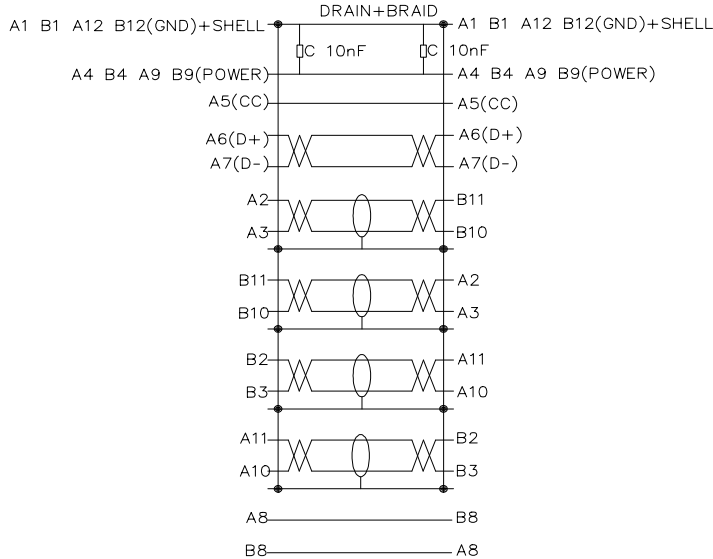 DRAIN+BRAID
A1 B1 A12 B12(GND)+SHELL A1 B1 A12 B12(GND)+SHELL
C 10nF C 10nF
A4 B4 A9 B9(POWER) A4 B4 A9 B9(POWER)
A5(CC) A5(CC)
A6(D+) A6(D+)
A7(D-) A7(D-)
A2 B11
A3 B10
B11 A2
B10 A3
B2 A11
B3 A10
A11 B2
A10 B3
A8 B8
B8 A8